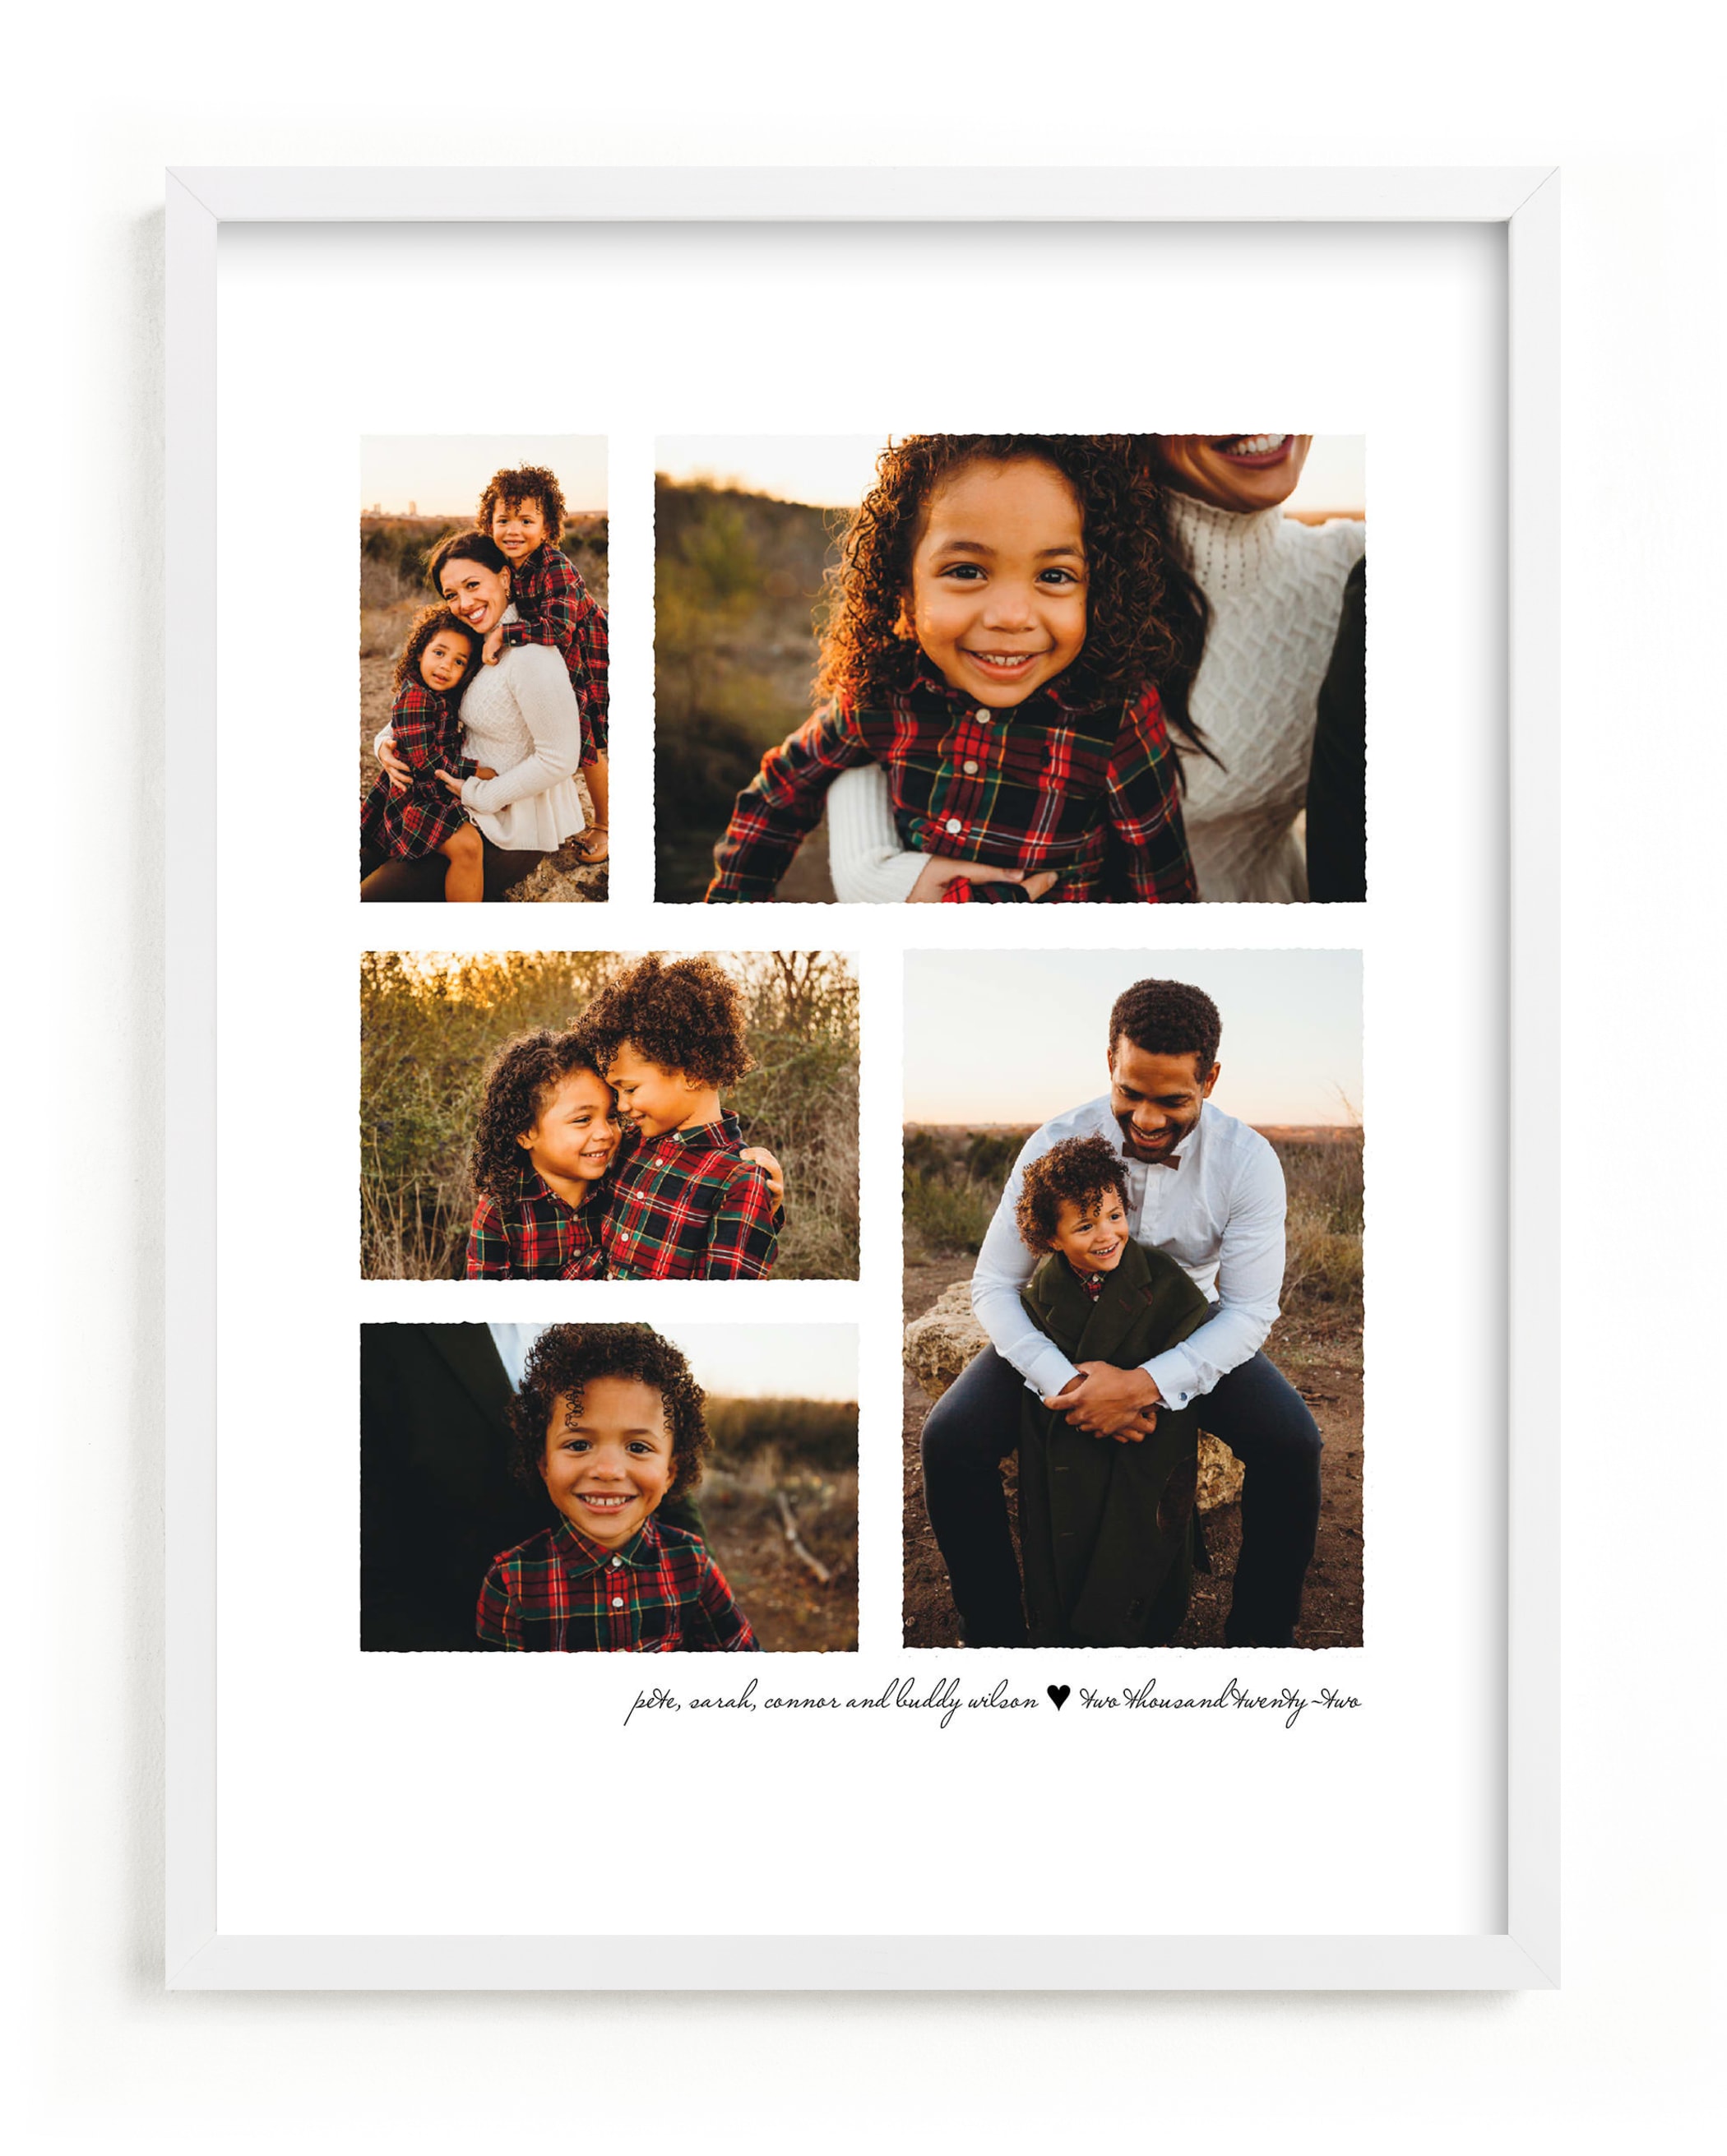 pete, sarah, connor and buddy wilson ♥ two thousand twenty-two